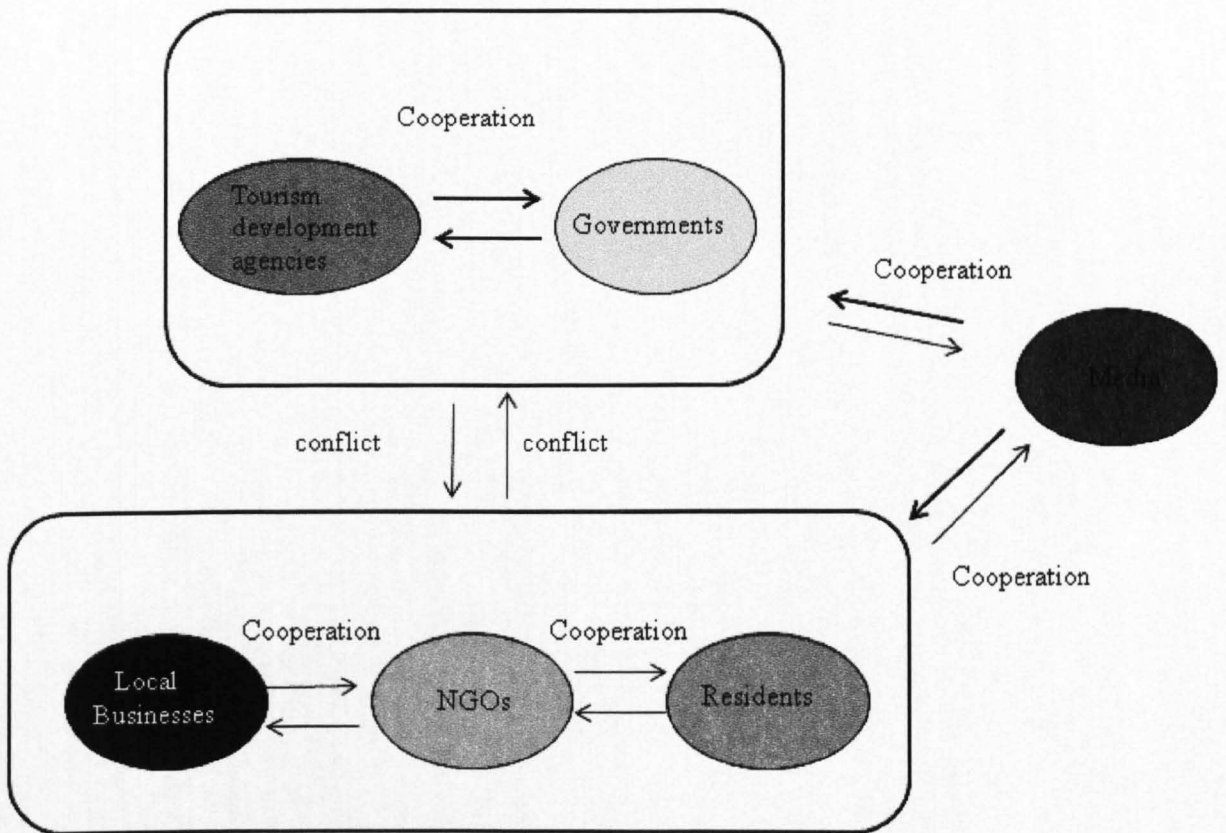 Cooperation
Tourism
development
agencies
Governments
Cooperation
Media
conflict
conflict
Cooperation
Cooperation
Cooperation
Local
Businesses
NGOs
Residents